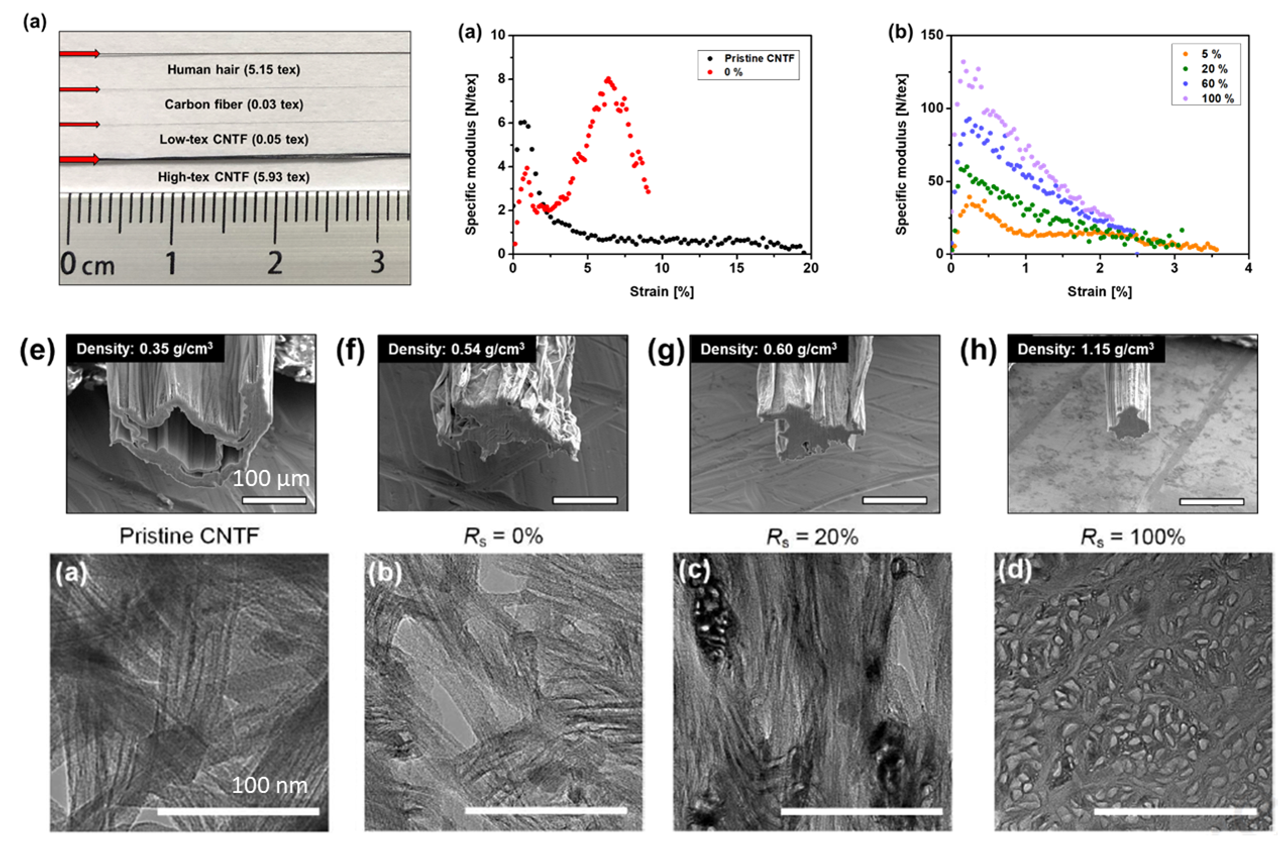 (a)
Human hair (5.15 tex)
Carbon fiber (0.03 tex)
Low-tex CNTF (0.05 tex)
High-tex CNTF (5.93 tex)
0 cm 1 2 3
(a)
Specific modulus [N/tex]
10
8
6
4
2
0
Pristine CNTF
0 %
0 5 10 15 20
Strain [%]
(b)
Specific modulus [N/tex]
150
100
50
0
5 %
20 %
60 %
100 %
0 1 2 3 4
Strain [%]
(e)
Density: 0.35 g/cm³
100 μm
(f)
Density: 0.54 g/cm³
(g)
Density: 0.60 g/cm³
(h)
Density: 1.15 g/cm³
Pristine CNTF
Rs = 0%
Rs = 20%
Rs = 100%
(a)
100 nm
(b)
(c)
(d)